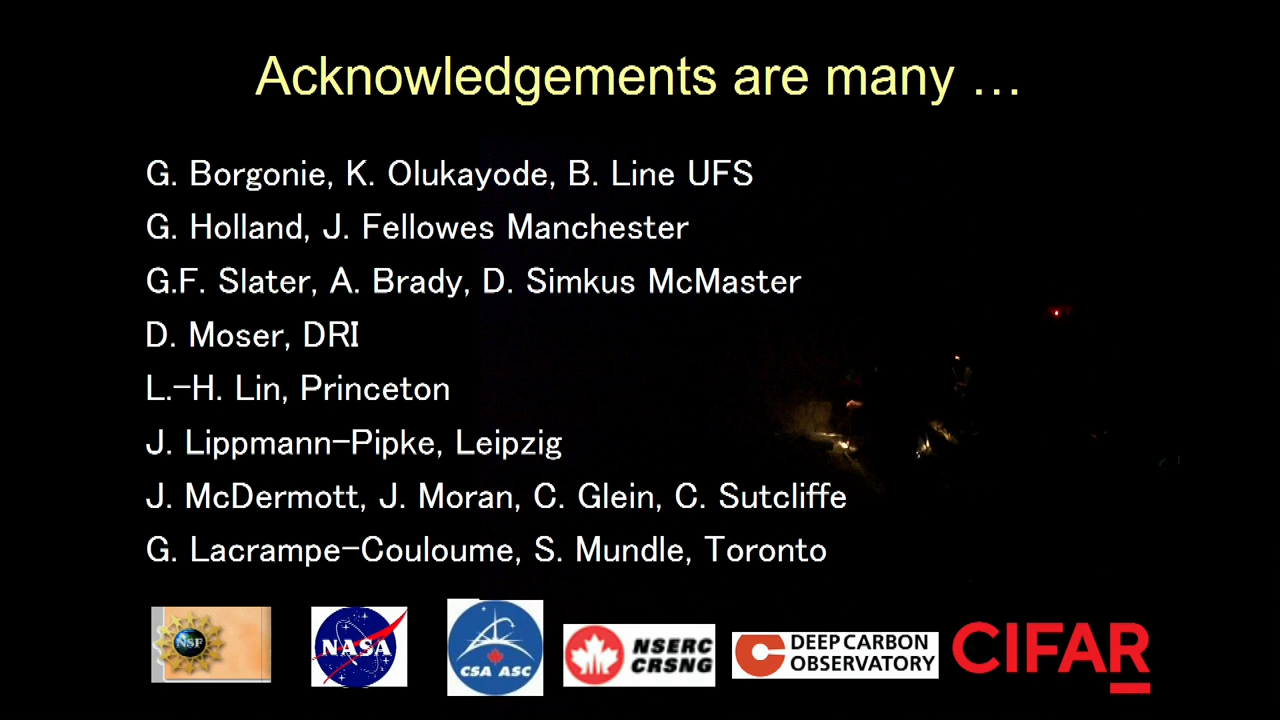 Acknowledgements are many …
G. Borgonie, K. Olukayode, B. Line UFS
G. Holland, J. Fellowes Manchester
G.F. Slater, A. Brady, D. Simkus McMaster
D. Moser, DRI
L.-H. Lin, Princeton
J. Lippmann-Pipke, Leipzig
J. McDermott, J. Moran, C. Glein, C. Sutcliffe
G. Lacrampe-Couloume, S. Mundle, Toronto
NSF
NASA
CSA ASC
NSERC
CRSNG
DEEP CARBON
OBSERVATORY
CIFAR